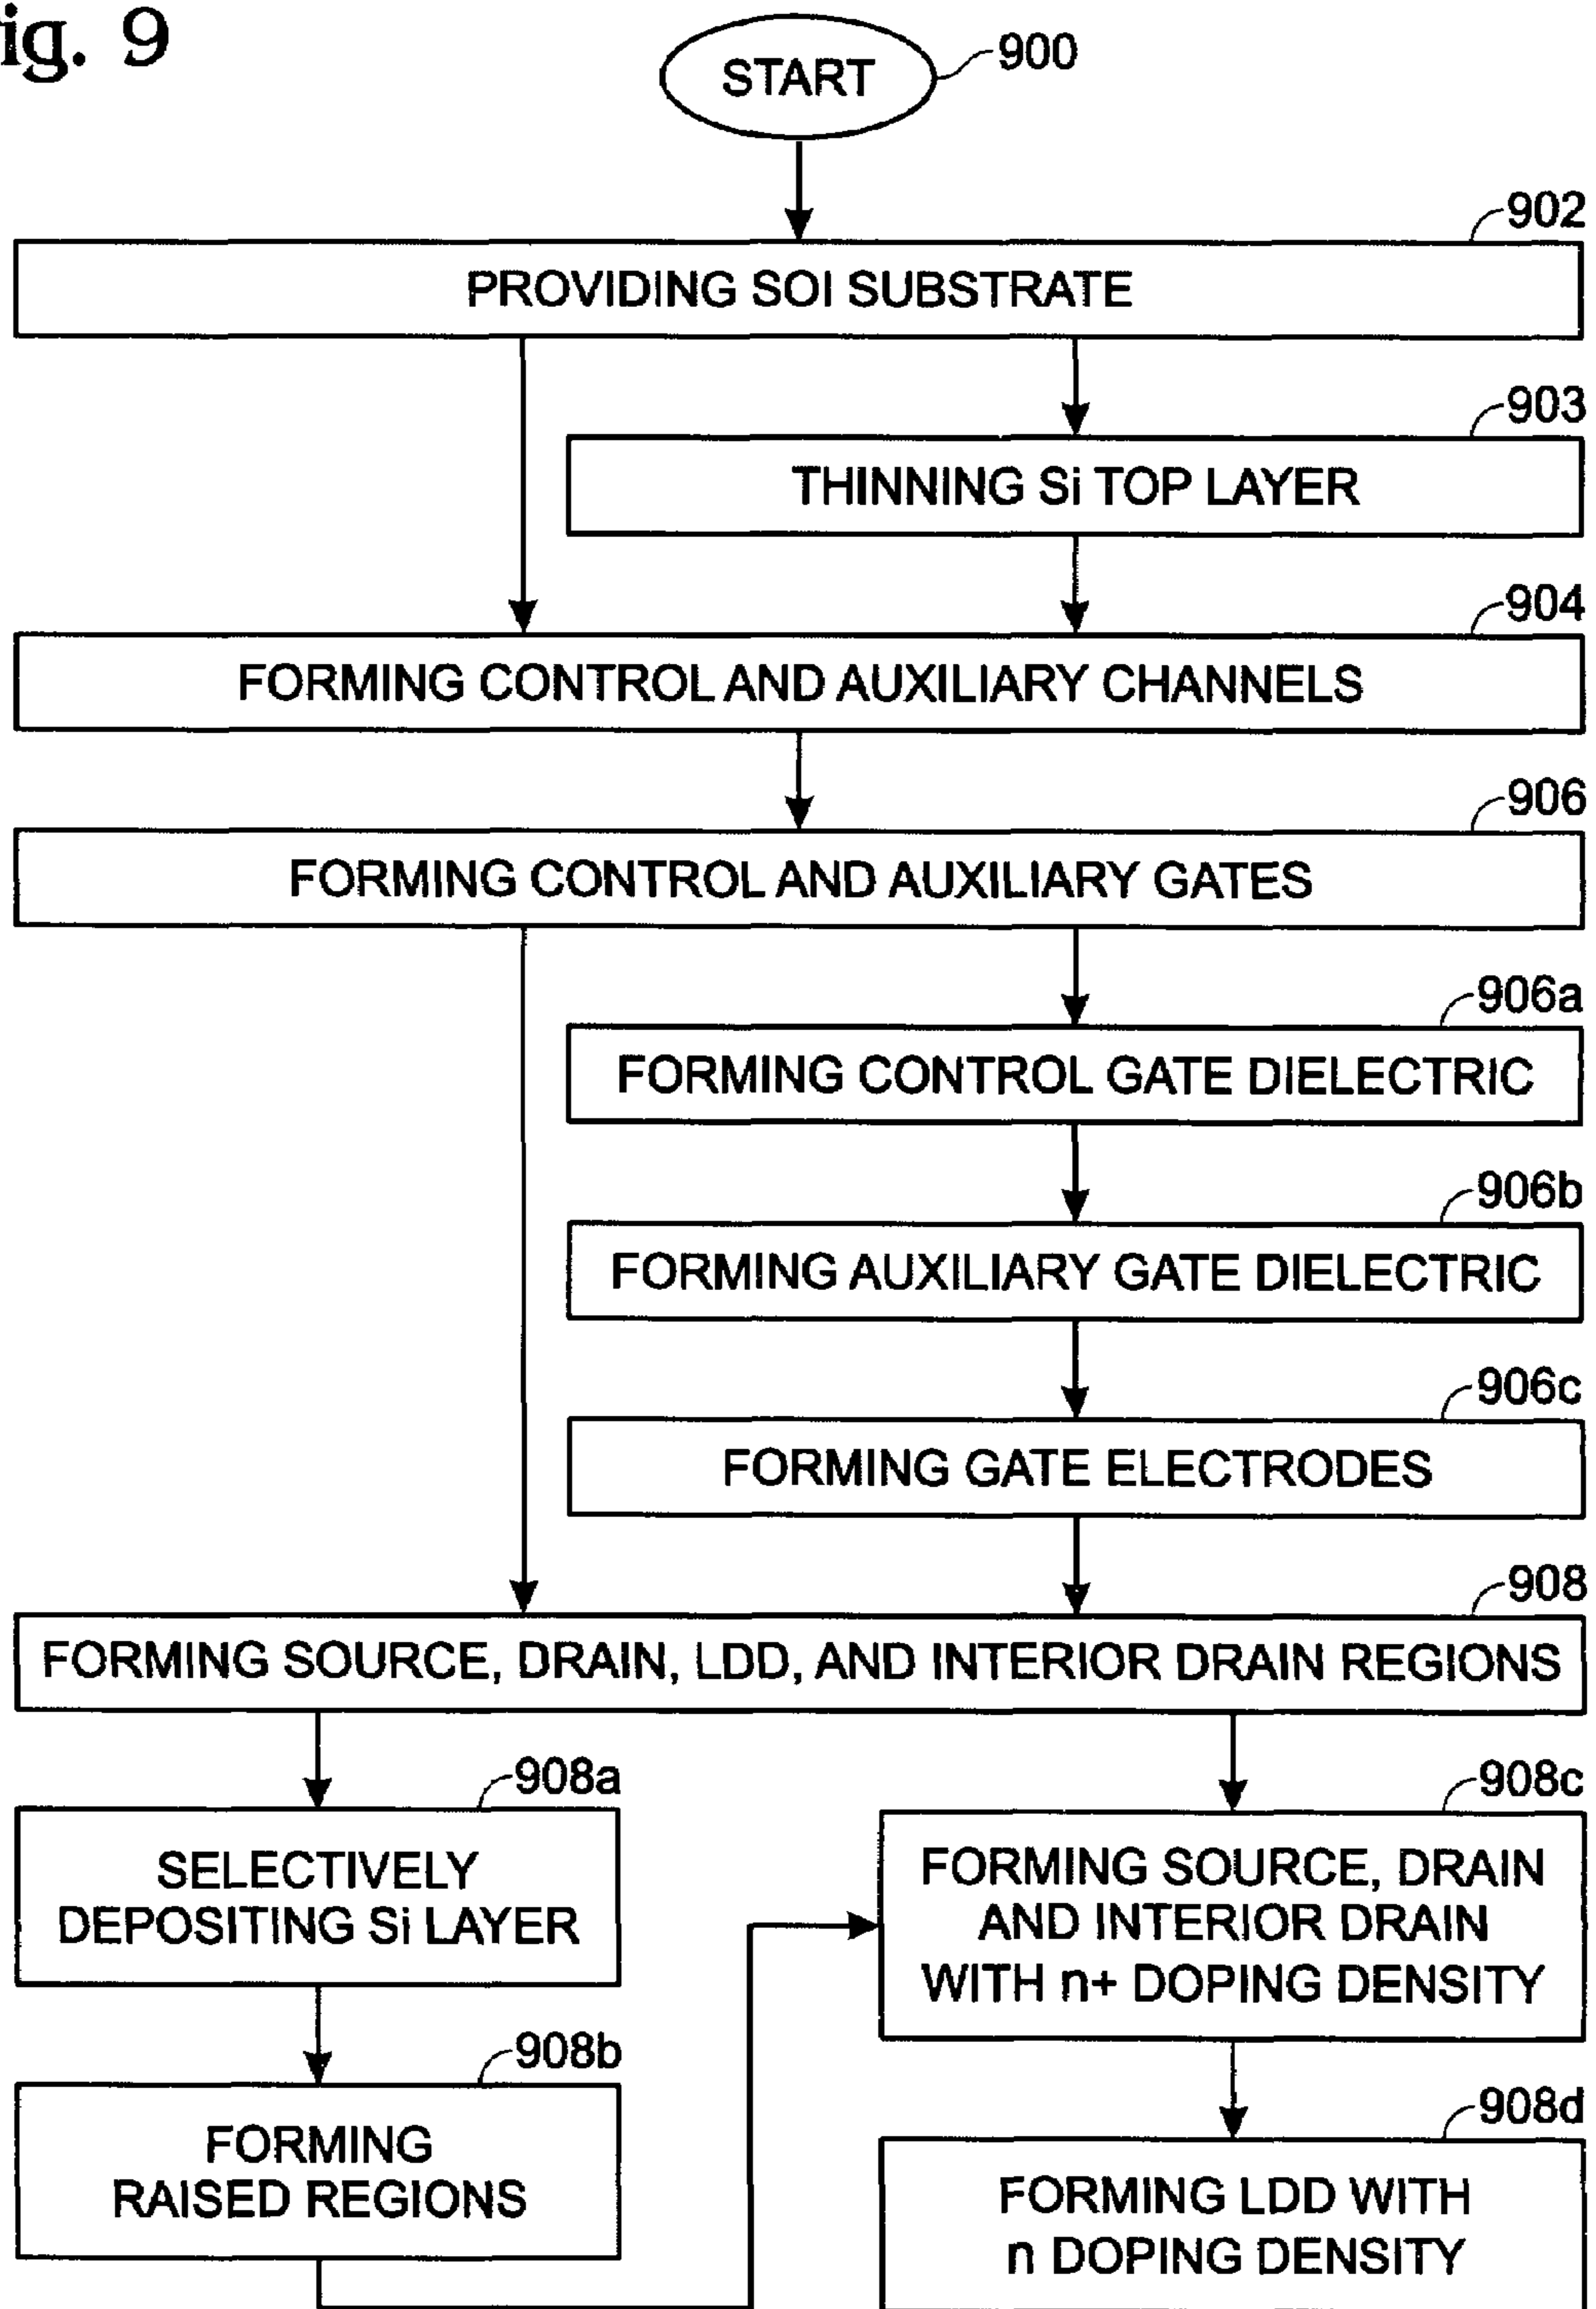 ig. 9
START
900
902
PROVIDING SOI SUBSTRATE
903
THINNING Si TOP LAYER
904
FORMING CONTROL AND AUXILIARY CHANNELS
906
FORMING CONTROL AND AUXILIARY GATES
906a
FORMING CONTROL GATE DIELECTRIC
906b
FORMING AUXILIARY GATE DIELECTRIC
906c
FORMING GATE ELECTRODES
908
FORMING SOURCE, DRAIN, LDD, AND INTERIOR DRAIN REGIONS
908a
SELECTIVELY
DEPOSITING Si LAYER
908b
FORMING
RAISED REGIONS
908c
FORMING SOURCE, DRAIN
AND INTERIOR DRAIN
WITH n+ DOPING DENSITY
908d
FORMING LDD WITH
n DOPING DENSITY